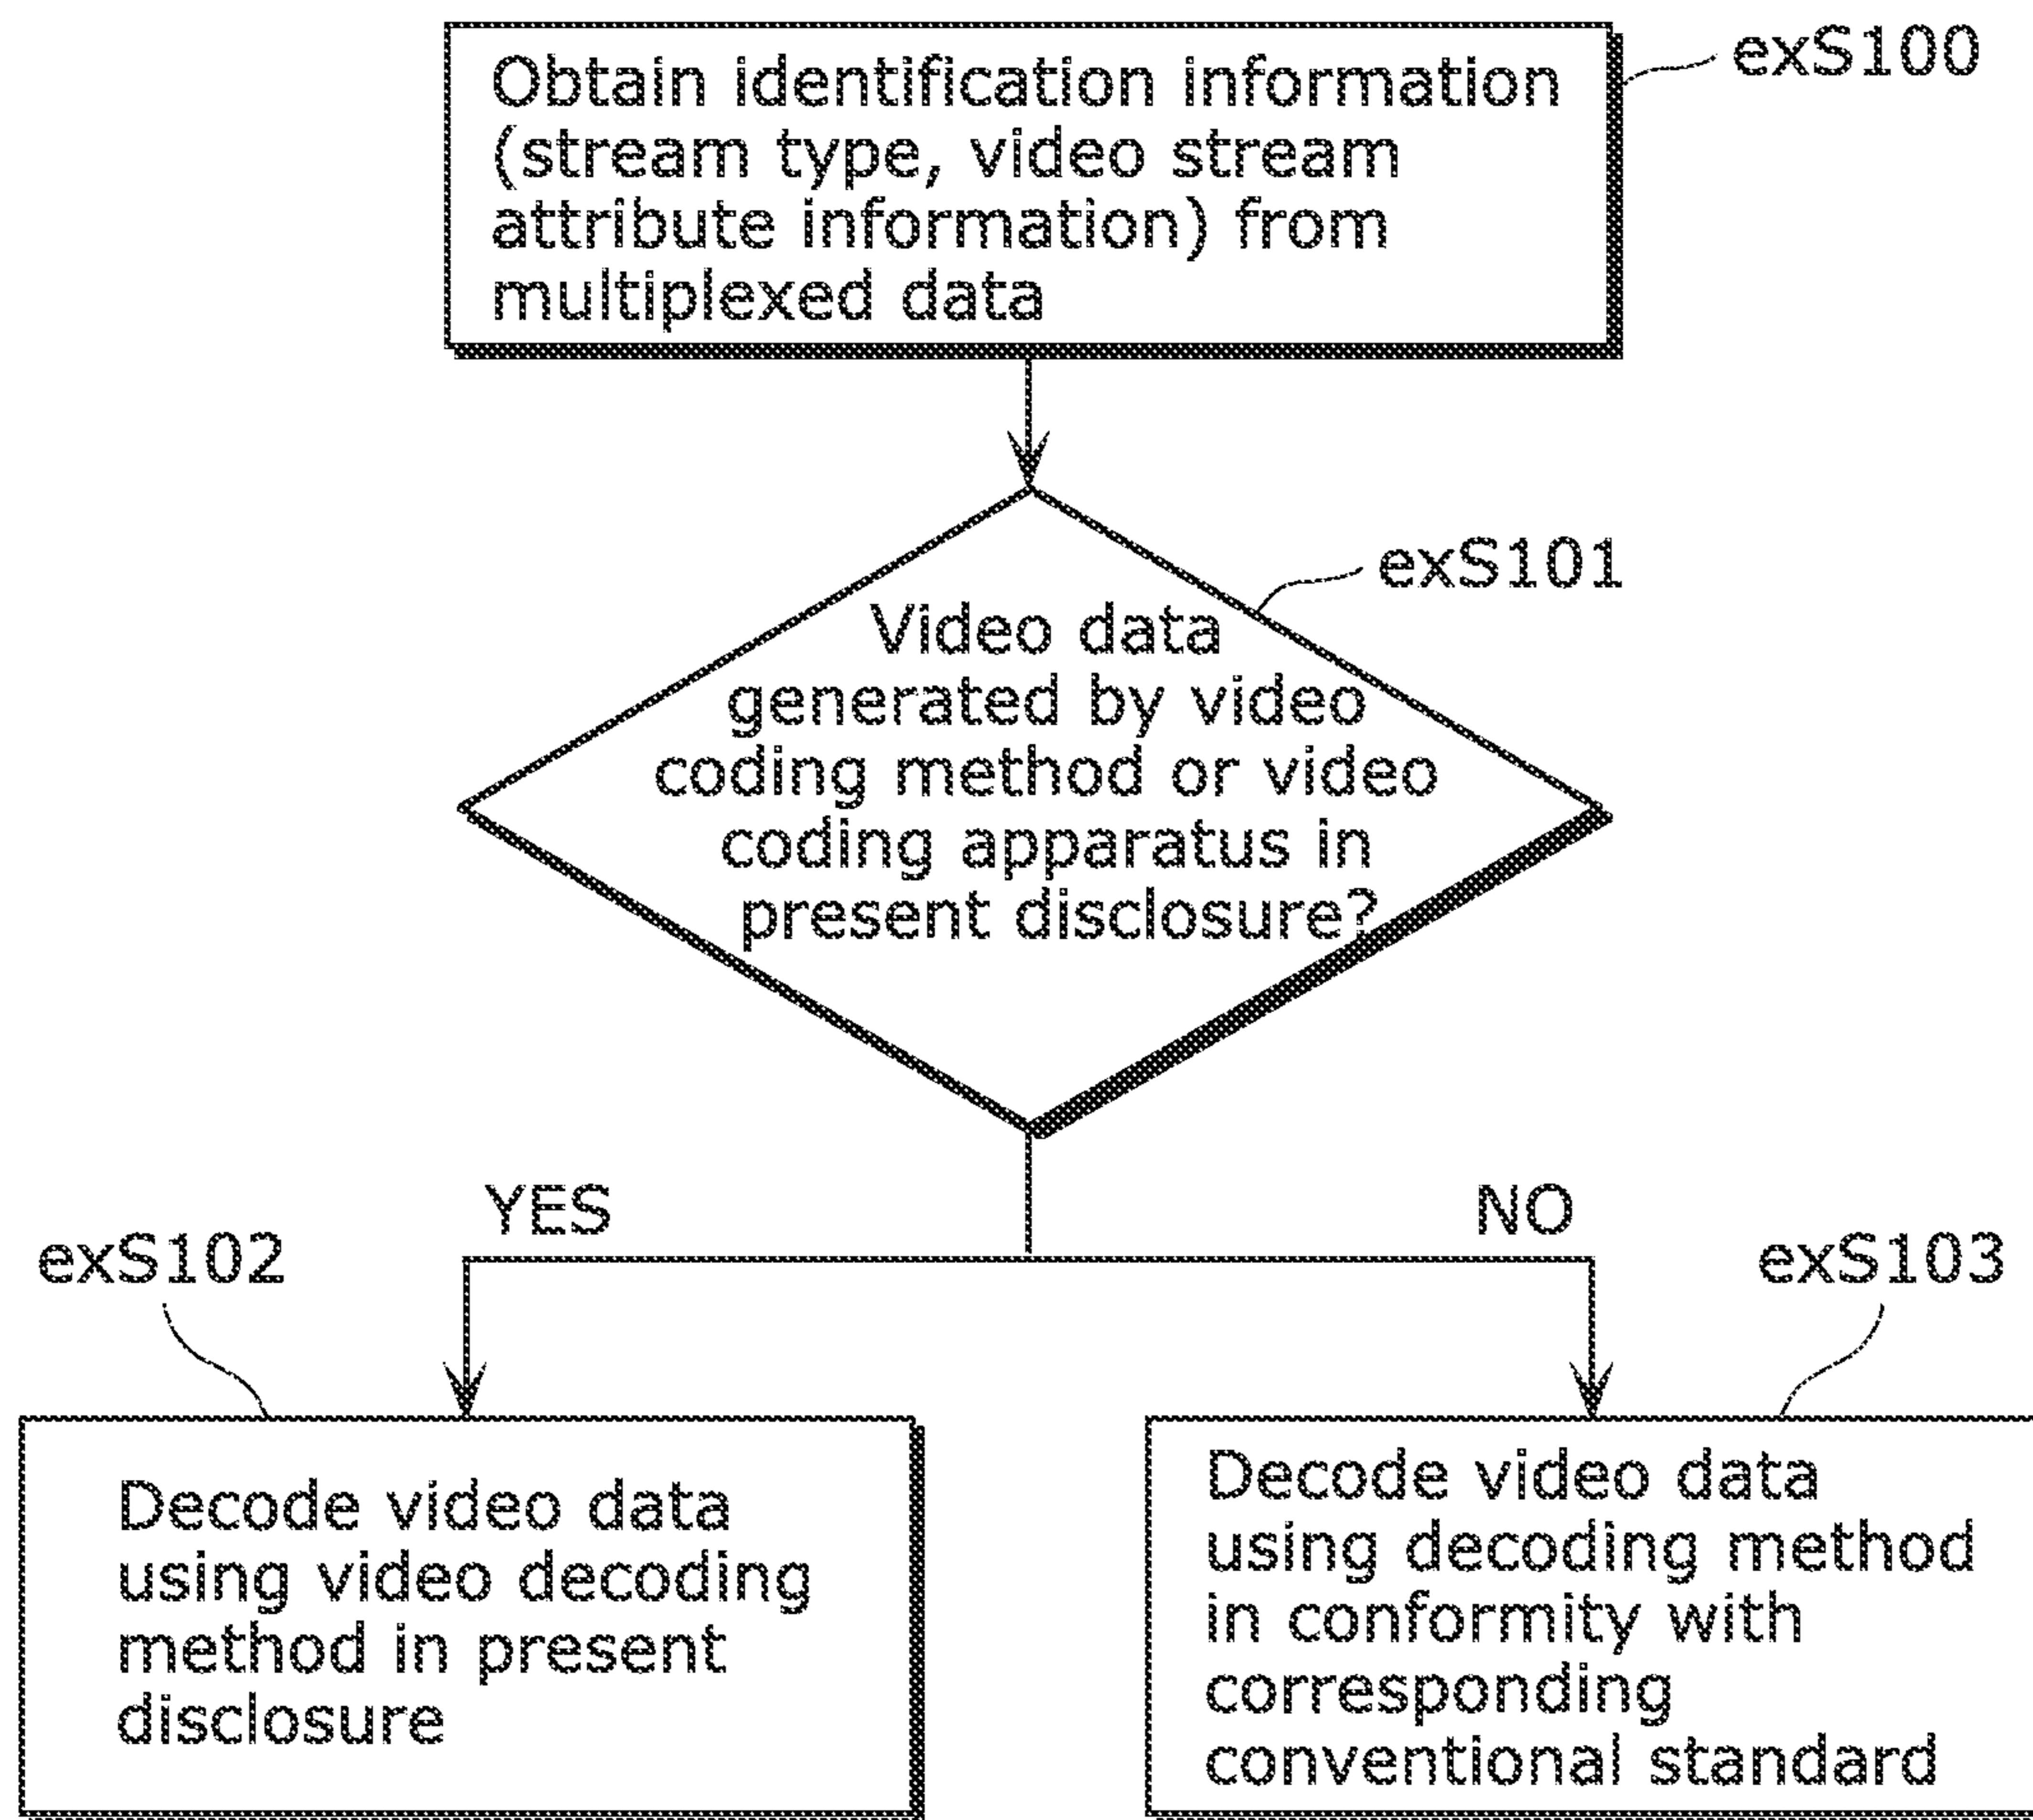 Obtain identification information
(stream type, video stream
attribute information) from
multiplexed data
exS100
exS101
Video data
generated by video
coding method or video
coding apparatus in
present disclosure?
YES
NO
exS102
exS103
Decode video data
using video decoding
method in present
disclosure
Decode video data
using decoding method
in conformity with
corresponding
conventional standard